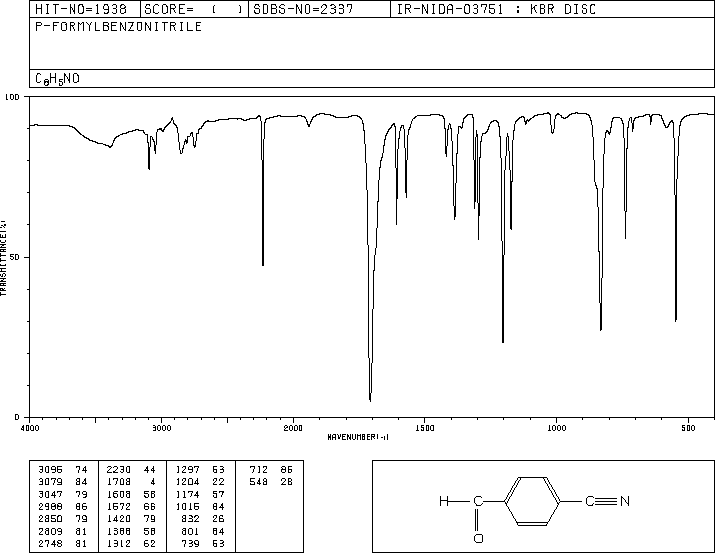 HIT-NO=1938 SCORE= ( ) SDBS-NO=2337 IR-NIDA-03751 : KBR DISC
P-FORMYLBENZONITRILE
C8H5NO
100
50
0
TRANSMITTANCE(%)
4000 3000 2000 1500 1000 500
WAVENUMBER(-1)
3095 74 2230 44 1297 53 712 86
3079 84 1708 4 1204 22 548 28
3047 79 1608 58 1174 57
2988 86 1572 66 1015 84
2850 79 1420 79 832 26
2809 81 1388 58 801 84
2748 81 1312 62 739 53
H C C N
O